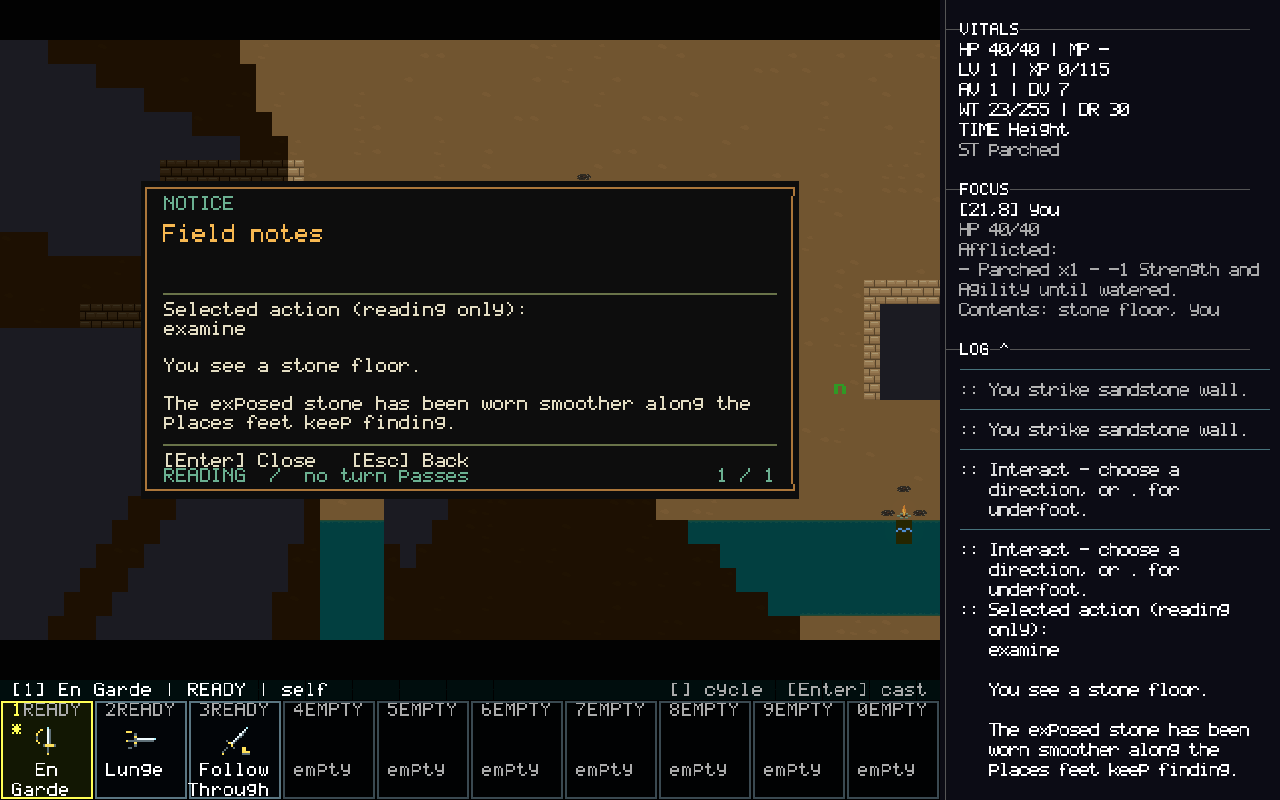 NOTICE
Field notes
Selected action (reading only):
examine
You see a stone floor.
The exposed stone has been worn smoother along the
places feet keep finding.
[Enter] Close [Esc] Back
READING / no turn passes 1 / 1
n
[1] En Garde | READY | self [] cycle [Enter] cast
1READY 2READY 3READY 4EMPTY 5EMPTY 6EMPTY 7EMPTY 8EMPTY 9EMPTY 0EMPTY
*
En Garde
Lunge
Follow Through
empty empty empty empty empty empty empty
VITALS
HP 40/40 | MP -
LV 1 | XP 0/115
AV 1 | DV 7
WT 23/255 | DR 30
TIME Height
ST Parched
FOCUS
[21,8] You
HP 40/40
Afflicted:
- Parched x1 - -1 Strength and
Agility until watered.
Contents: stone floor, you
LOG ^
:: You strike sandstone wall.
:: You strike sandstone wall.
:: Interact - choose a
direction, or . for
underfoot.
:: Interact - choose a
direction, or . for
underfoot.
:: Selected action (reading
only):
examine
You see a stone floor.
The exposed stone has been
worn smoother along the
places feet keep finding.